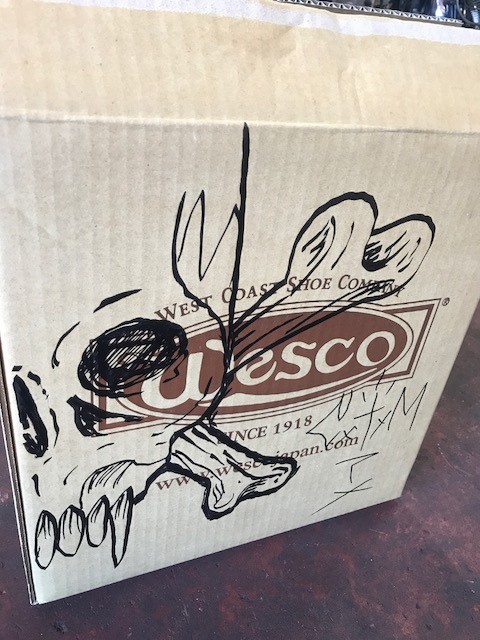 WEST COAST SHOE COMPANY
Wesco
®
SINCE 1918
www.wescojapan.com